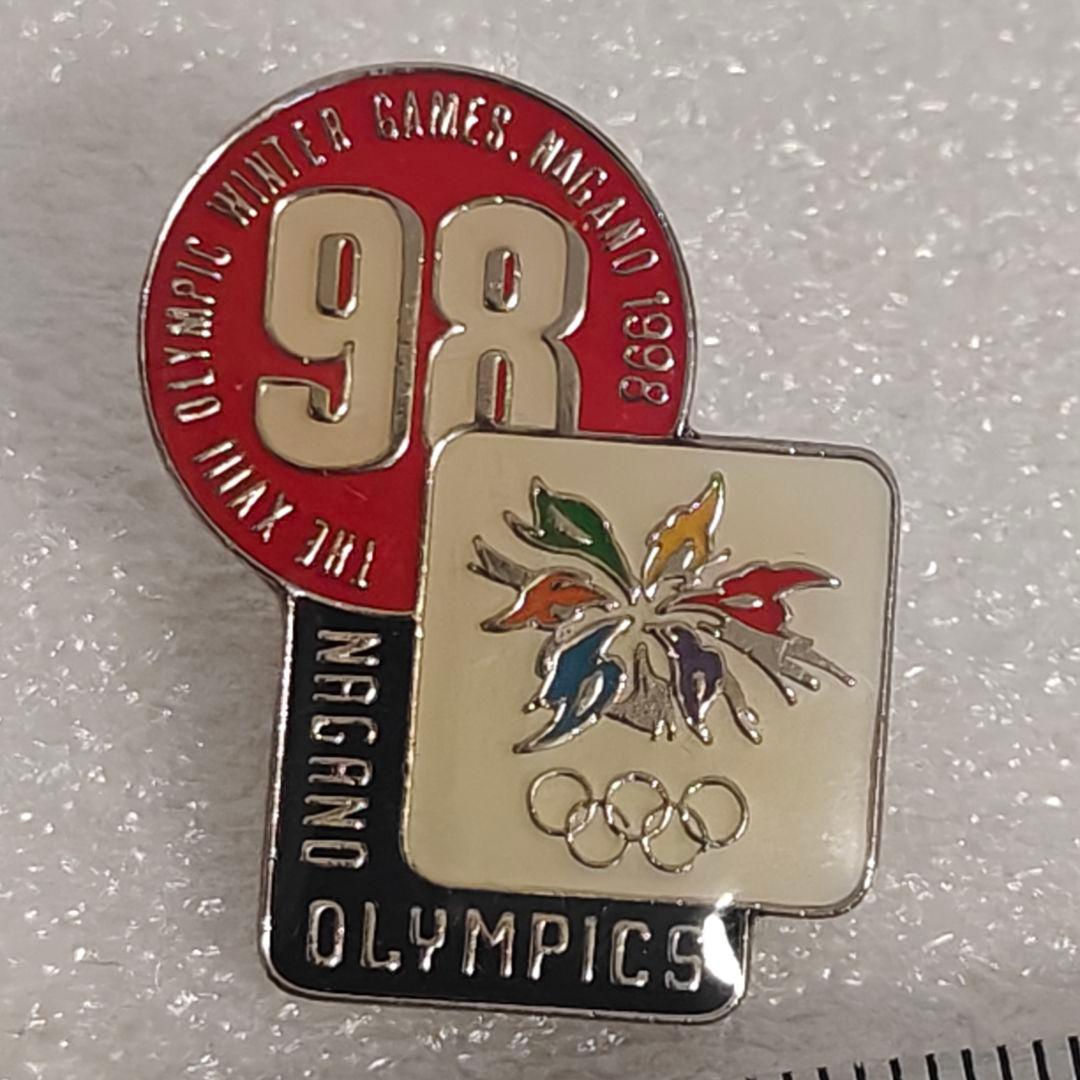 THE XVIII OLYMPIC WINTER GAMES, NAGANO 1998
98
NAGANO
OLYMPICS